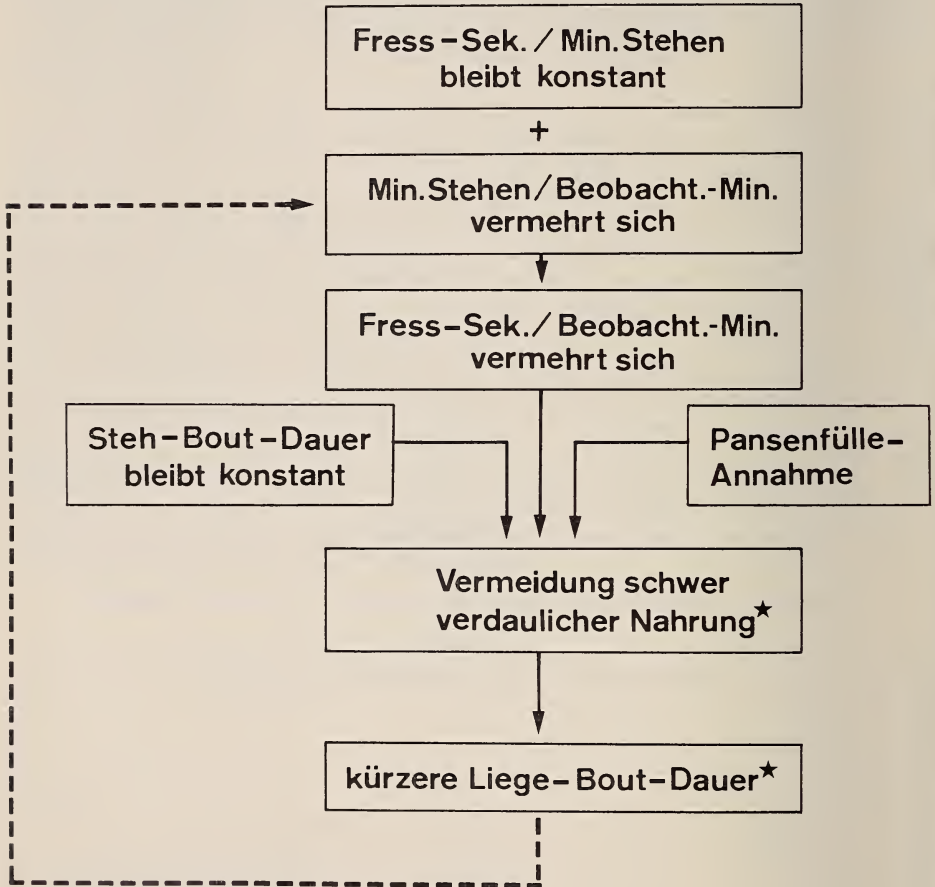 Fress–Sek./Min.Stehen
bleibt konstant
+
Min.Stehen/Beobacht.-Min.
vermehrt sich
Fress–Sek./Beobacht.-Min.
vermehrt sich
Steh–Bout–Dauer
bleibt konstant
Pansenfülle–
Annahme
Vermeidung schwer
verdaulicher Nahrung★
kürzere Liege–Bout–Dauer★